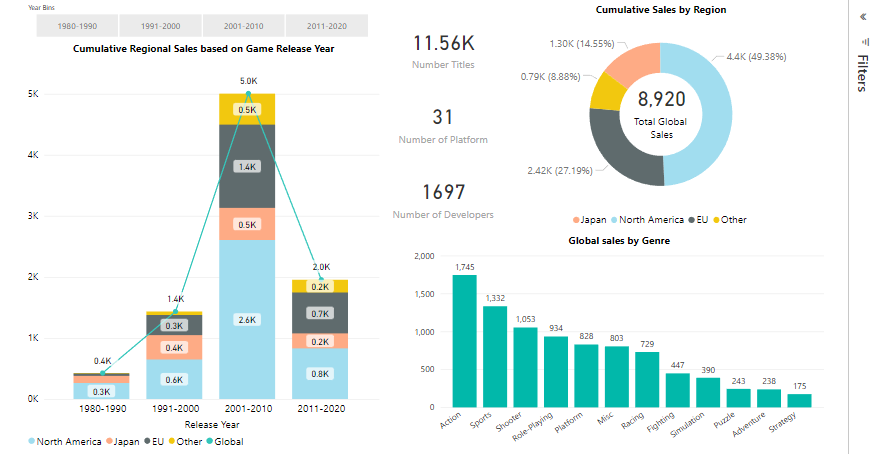 Year Bins
1980-1990
1991-2000
2001-2010
2011-2020
Cumulative Regional Sales based on Game Release Year
5K
4K
3K
2K
1K
0K
0.4K
0.3K
1.4K
0.3K
0.4K
0.6K
5.0K
0.5K
1.4K
0.5K
2.6K
2.0K
0.2K
0.7K
0.2K
0.8K
1980-1990
1991-2000
2001-2010
2011-2020
Release Year
North America Japan EU Other Global
11.56K
Number Titles
31
Number of Platform
1697
Number of Developers
Cumulative Sales by Region
1.30K (14.55%)
4.4K (49.38%)
0.79K (8.88%)
2.42K (27.19%)
8,920
Total Global
Sales
Japan North America EU Other
Global sales by Genre
2,000
1,500
1,000
500
0
1,745
1,332
1,053
934
828
803
729
447
390
243
238
175
Action
Sports
Shooter
Role-Playing
Platform
Misc
Racing
Fighting
Simulation
Puzzle
Adventure
Strategy
Filters